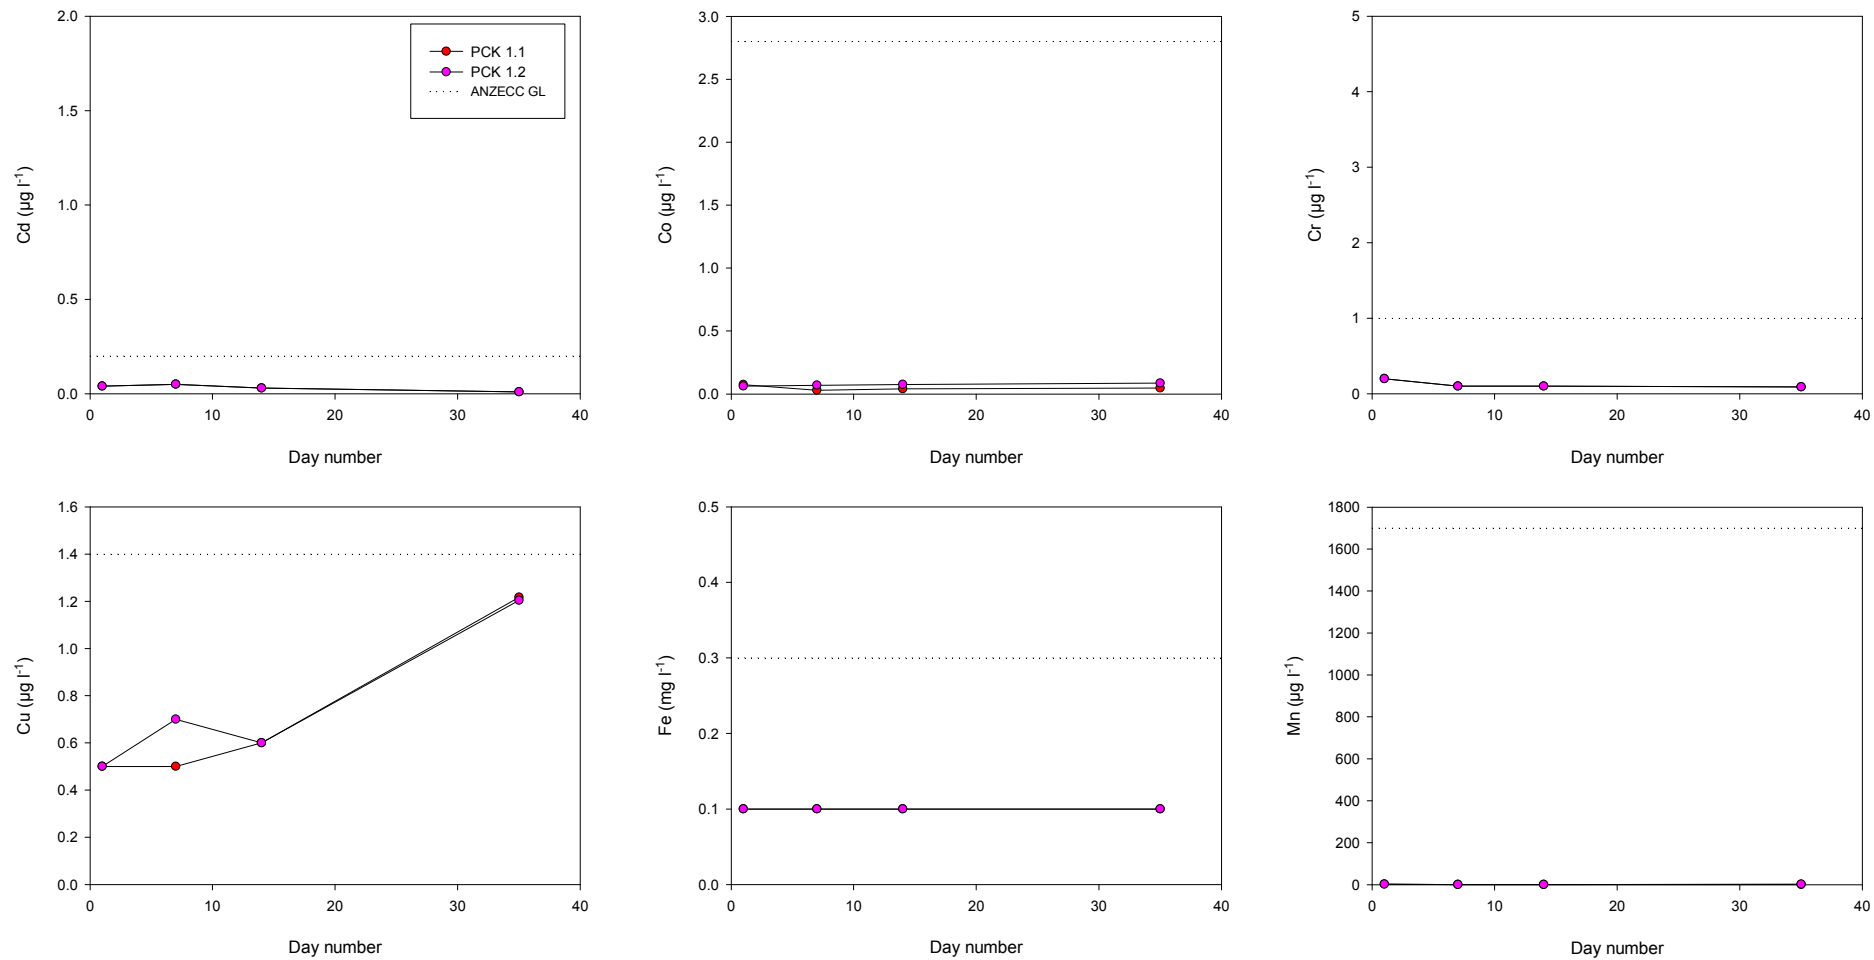 2.0
1.5
1.0
0.5
0.0
0 10 20 30 40
Cd (µg l-1)
Day number
PCK 1.1
PCK 1.2
ANZECC GL
3.0
2.5
2.0
1.5
1.0
0.5
0.0
0 10 20 30 40
Co (µg l-1)
Day number
5
4
3
2
1
0
0 10 20 30 40
Cr (µg l-1)
Day number
1.6
1.4
1.2
1.0
0.8
0.6
0.4
0.2
0.0
0 10 20 30 40
Cu (µg l-1)
Day number
0.5
0.4
0.3
0.2
0.1
0.0
0 10 20 30 40
Fe (mg l-1)
Day number
1800
1600
1400
1200
1000
800
600
400
200
0
0 10 20 30 40
Mn (µg l-1)
Day number